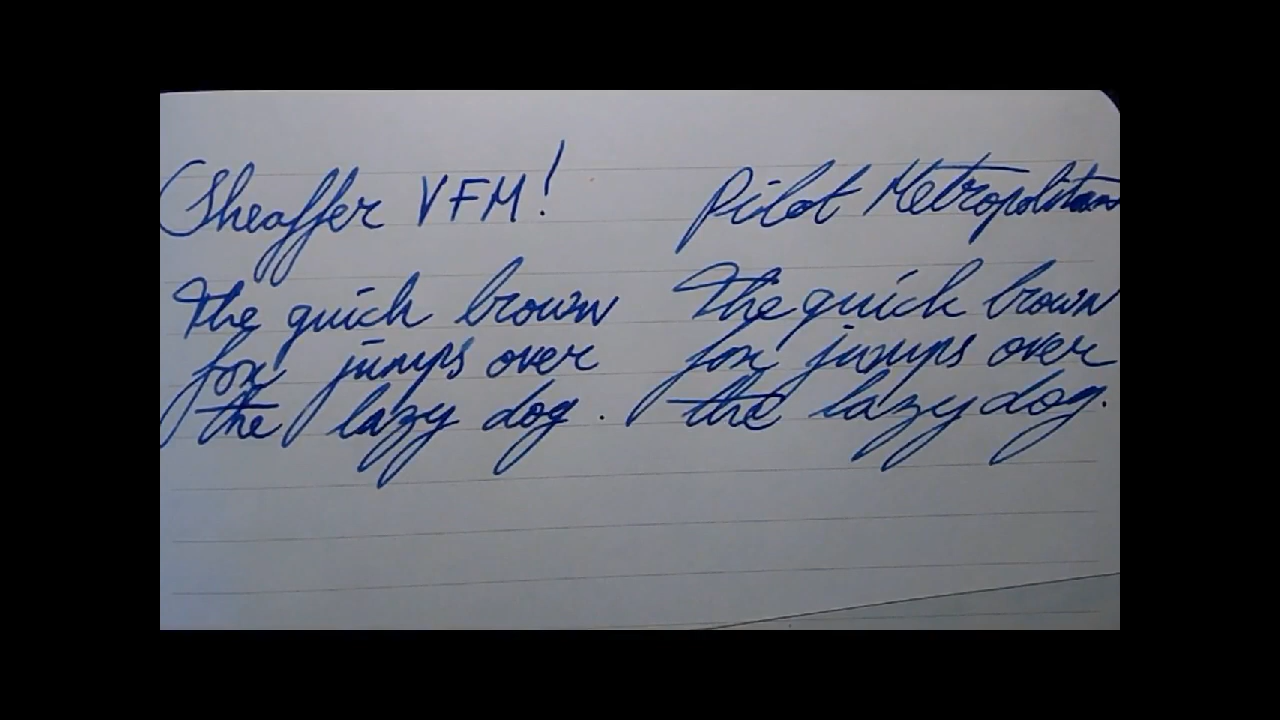 Sheaffer VFM!
The quick brown
fox jumps over
the lazy dog.
Pilot Metropolitan
The quick brown
fox jumps over
the lazy dog.